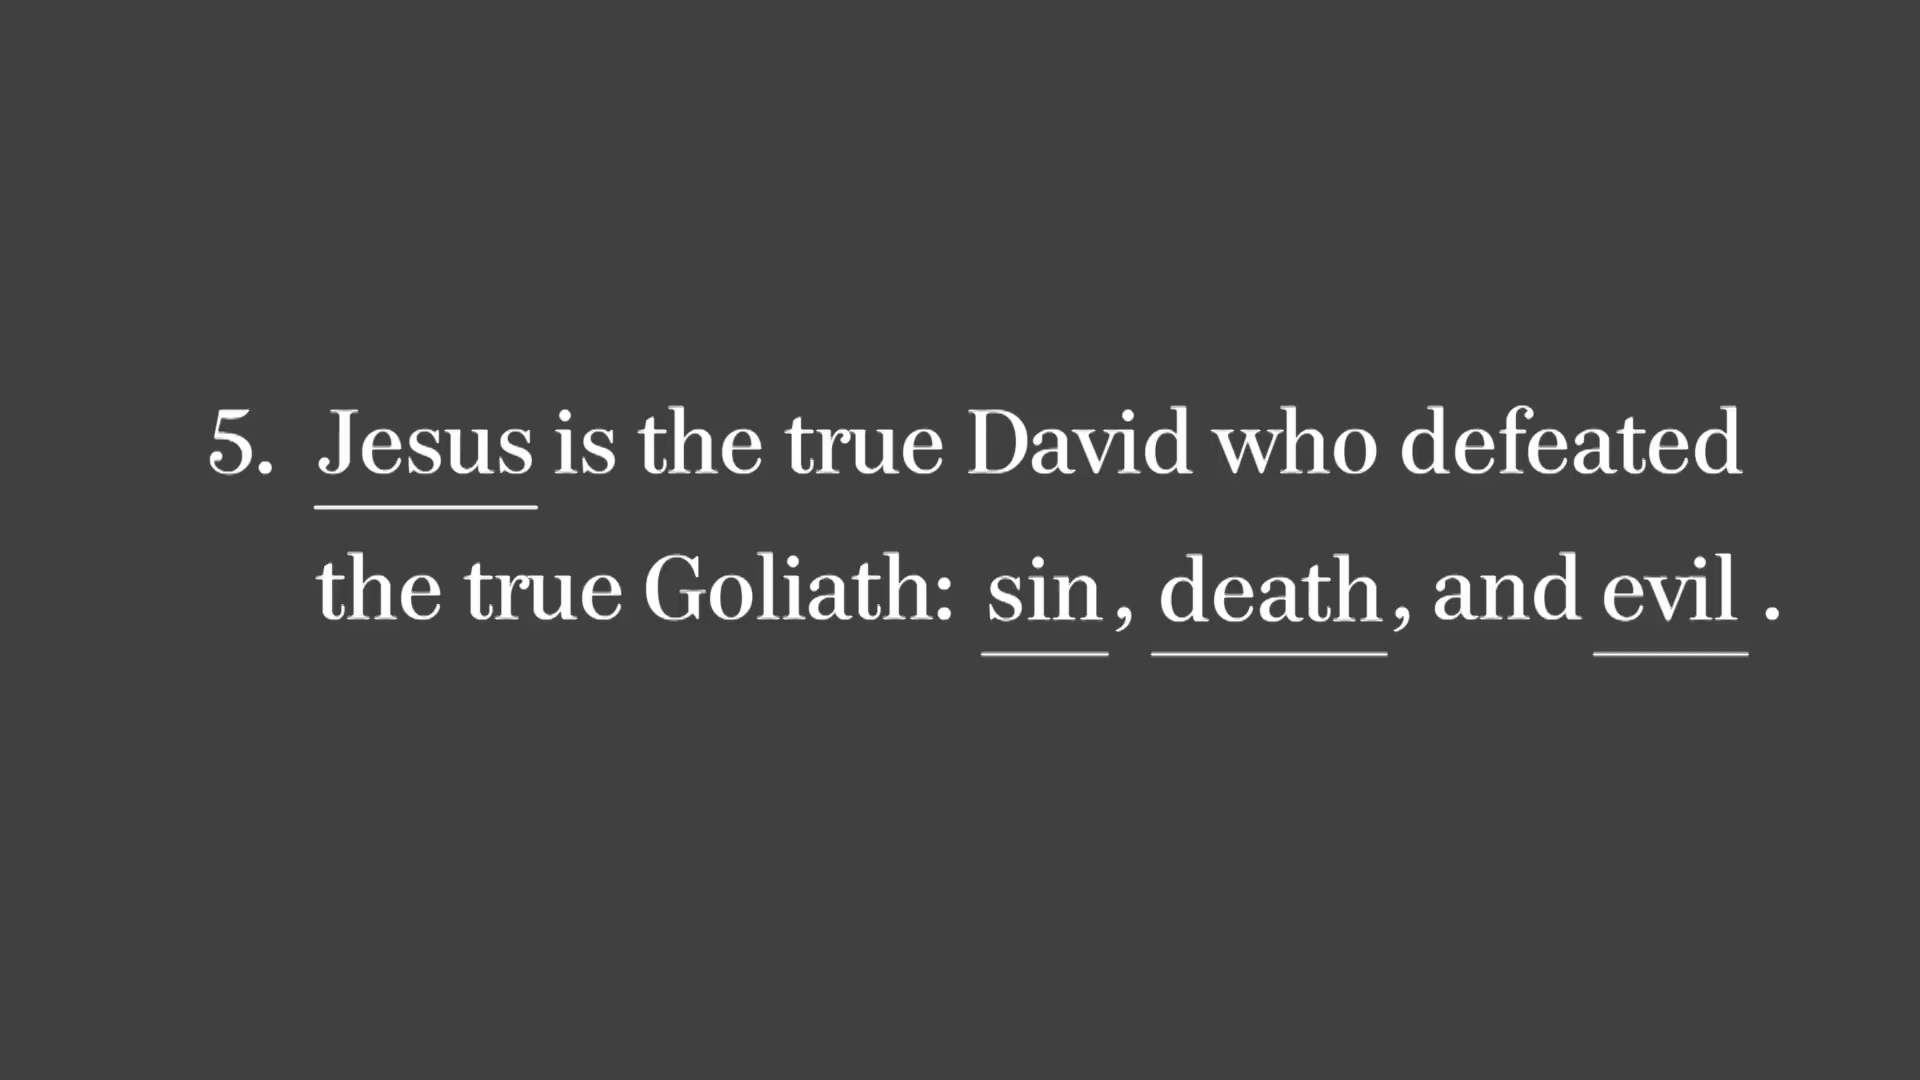 5. Jesus is the true David who defeated
the true Goliath: sin, death, and evil .